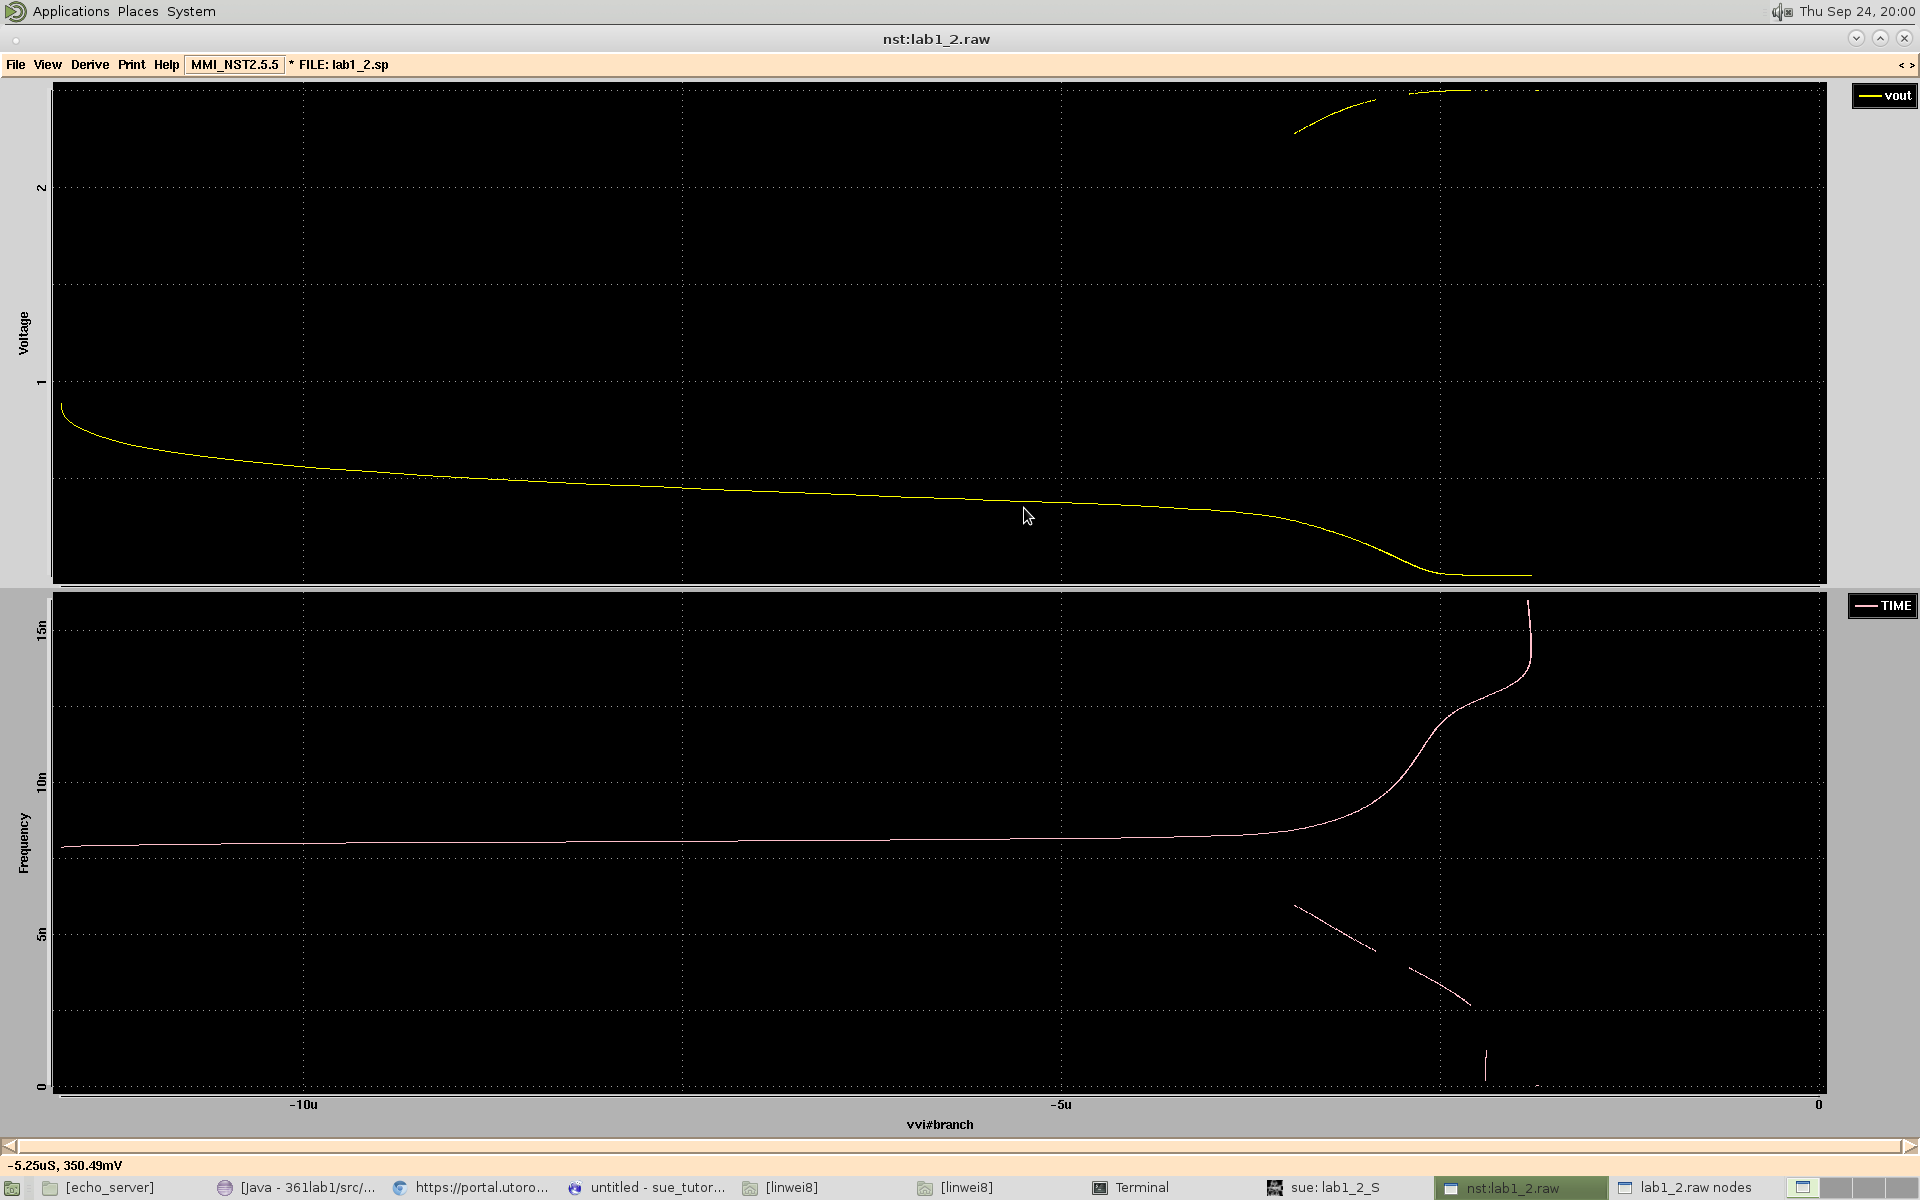 Applications Places System
Thu Sep 24, 20:00
nst:lab1_2.raw
File View Derive Print Help MMI_NST2.5.5 * FILE: lab1_2.sp
< >
vout
2
Voltage
1
TIME
15n
10n
Frequency
5n
0
-10u
-5u
0
vvi#branch
-5.25uS, 350.49mV
[echo_server]
[Java - 361lab1/src/...
https://portal.utoro...
untitled - sue_tutor...
[linwei8]
[linwei8]
Terminal
sue: lab1_2_S
nst:lab1_2.raw
lab1_2.raw nodes